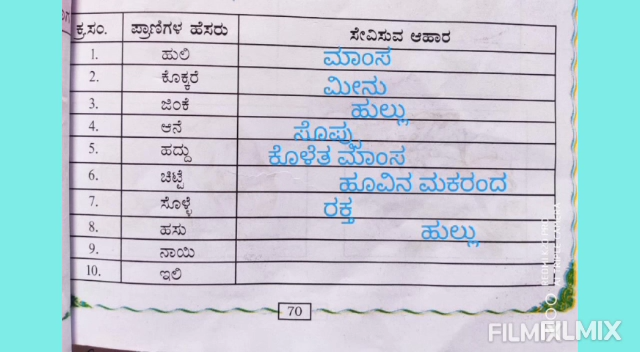 ಕ್ರ.ಸಂ. ಪ್ರಾಣಿಗಳ ಹೆಸರು ಸೇವಿಸುವ ಆಹಾರ
1. ಹುಲಿ ಮಾಂಸ
2. ಕೊಕ್ಕರೆ ಮೀನು
3. ಜಿಂಕೆ ಹುಲ್ಲು
4. ಆನೆ ಸೊಪ್ಪು
5. ಹದ್ದು ಕೊಳೆತ ಮಾಂಸ
6. ಚಿಟ್ಟೆ ಹೂವಿನ ಮಕರಂದ
7. ಸೊಳ್ಳೆ ರಕ್ತ
8. ಹಸು ಹುಲ್ಲು
9. ನಾಯಿ
10. ಇಲಿ
70
FILMFILMIX